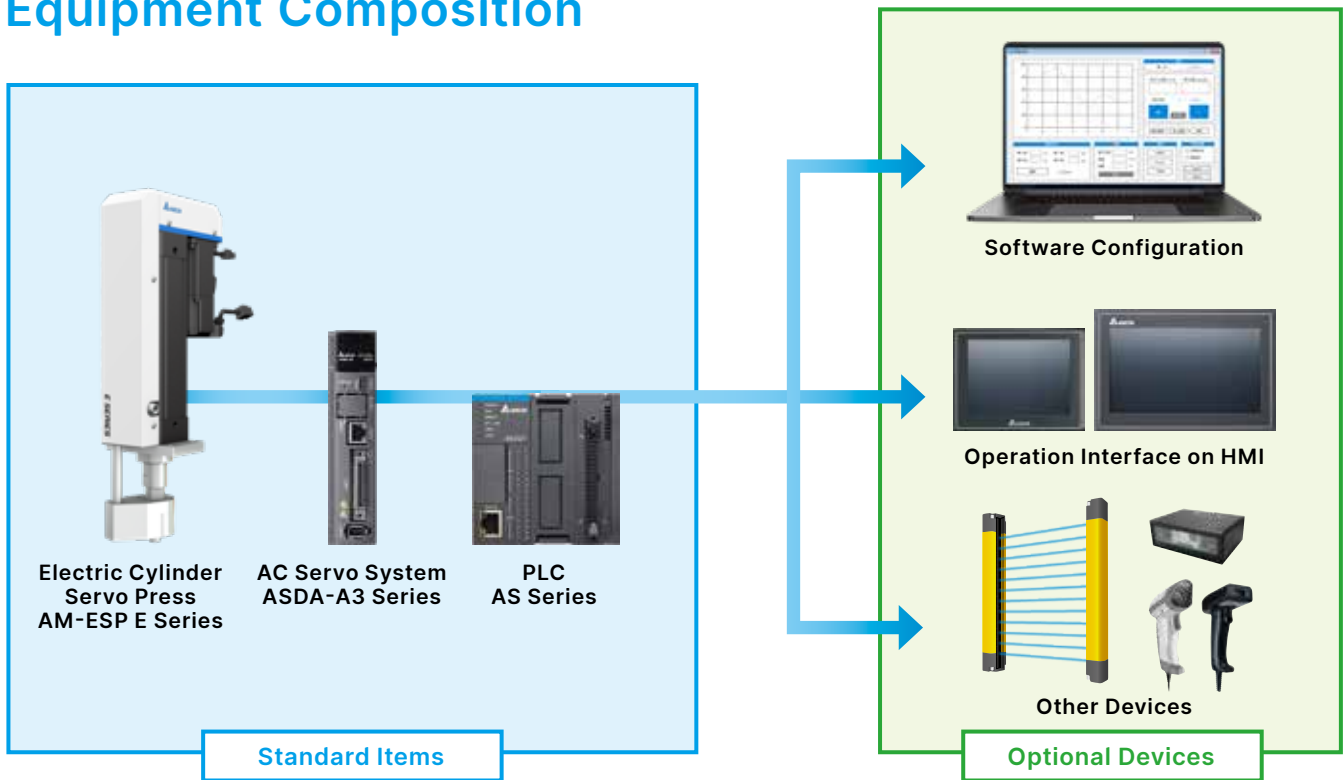 Equipment Composition
Software Configuration
Operation Interface on HMI
Electric Cylinder
Servo Press
AM-ESP E Series
AC Servo System
ASDA-A3 Series
PLC
AS Series
Other Devices
Standard Items
Optional Devices
E SERIES